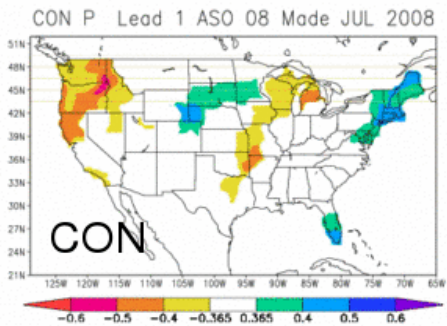 CON P Lead 1 ASO 08 Made JUL 2008
51N
48N
45N
42N
39N
36N
33N
30N
27N
24N
21N
CON
125W 120W 115W 110W 105W 100W 95W 90W 85W 80W 75W 70W 65W
-0.6 -0.5 -0.4 -0.365 0.365 0.4 0.5 0.6